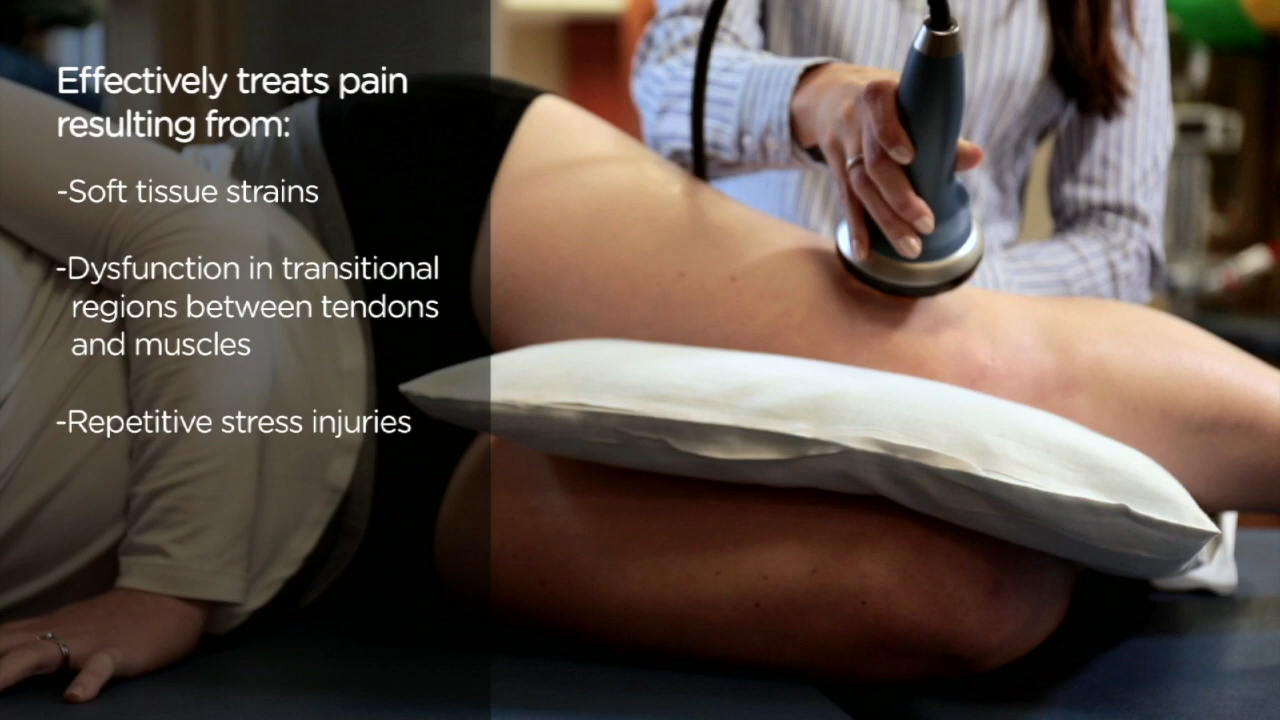 Effectively treats pain
resulting from:
-Soft tissue strains
-Dysfunction in transitional
regions between tendons
and muscles
-Repetitive stress injuries